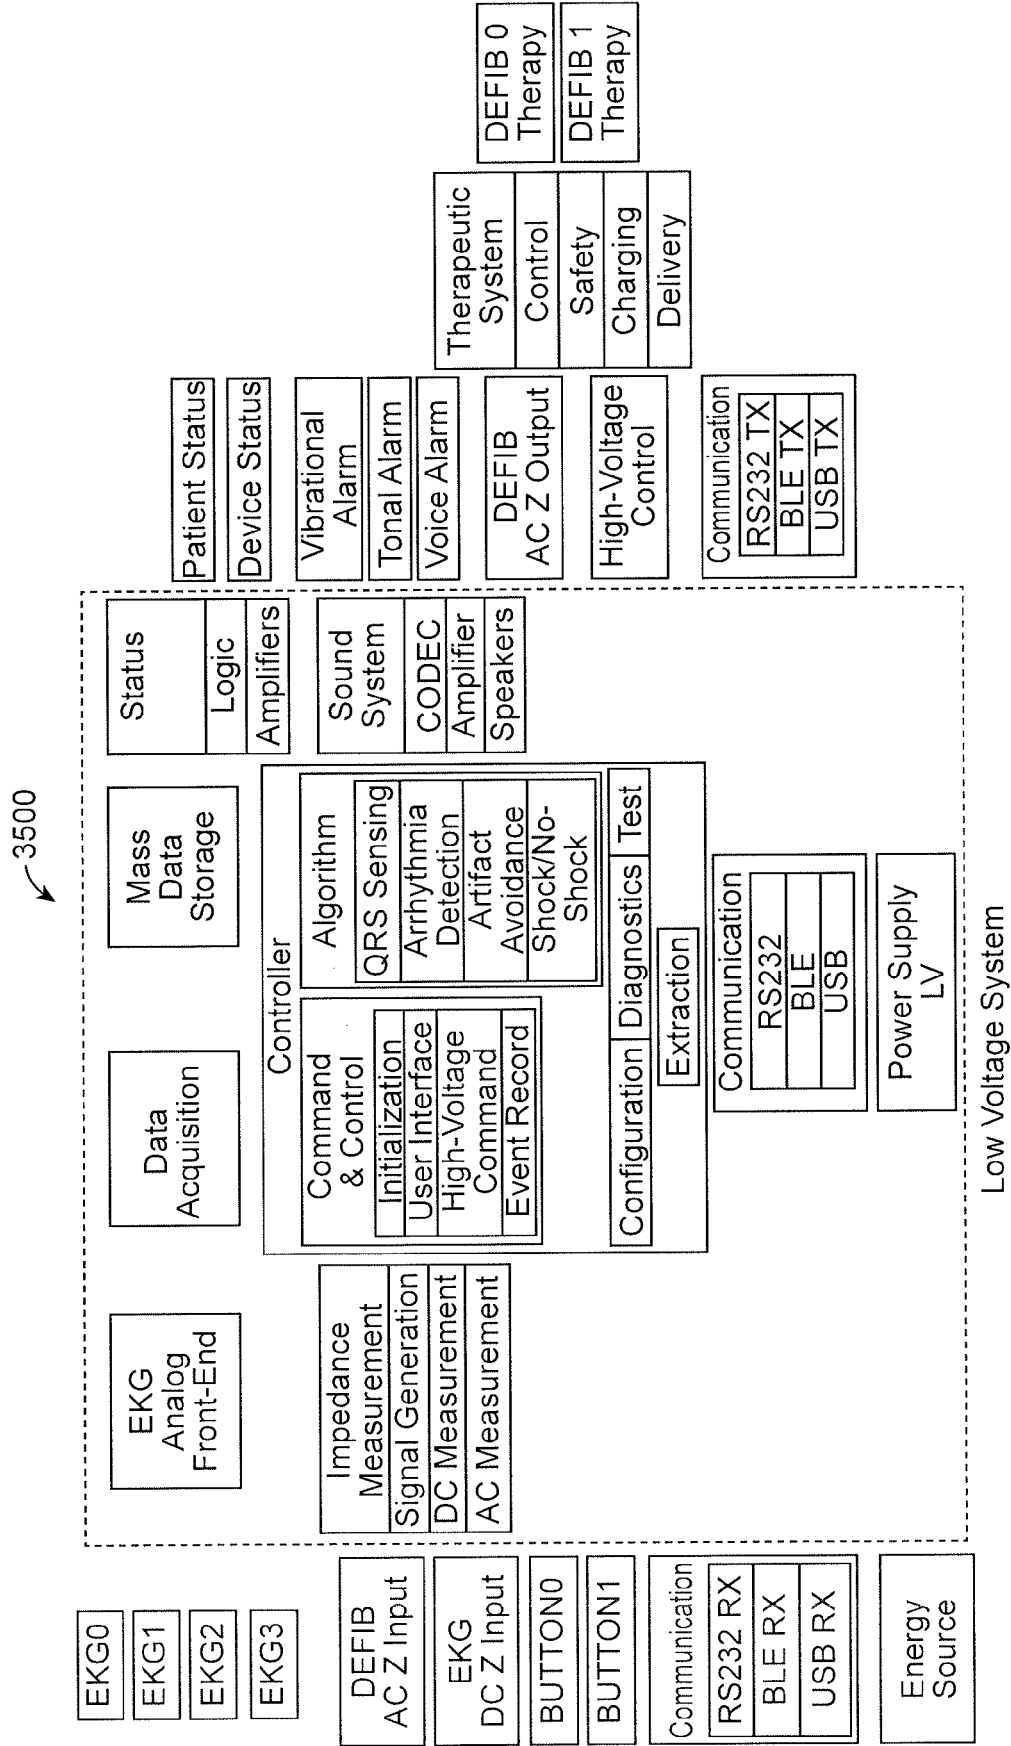 3500
EKG0
EKG1
EKG2
EKG3
DEFIB
AC Z Input
EKG
DC Z Input
BUTTON0
BUTTON1
Communication
RS232 RX
BLE RX
USB RX
Energy
Source
EKG
Analog
Front-End
Impedance
Measurement
Signal Generation
DC Measurement
AC Measurement
Data
Acquisition
Mass
Data
Storage
Controller
Command
& Control
Initialization
User Interface
High-Voltage
Command
Event Record
Algorithm
QRS Sensing
Arrhythmia
Detection
Artifact
Avoidance
Shock/No-
Shock
Configuration
Diagnostics
Test
Extraction
Communication
RS232
BLE
USB
Power Supply
LV
Status
Logic
Amplifiers
Sound
System
CODEC
Amplifier
Speakers
Low Voltage System
Patient Status
Device Status
Vibrational
Alarm
Tonal Alarm
Voice Alarm
DEFIB
AC Z Output
High-Voltage
Control
Communication
RS232 TX
BLE TX
USB TX
Therapeutic
System
Control
Safety
Charging
Delivery
DEFIB 0
Therapy
DEFIB 1
Therapy